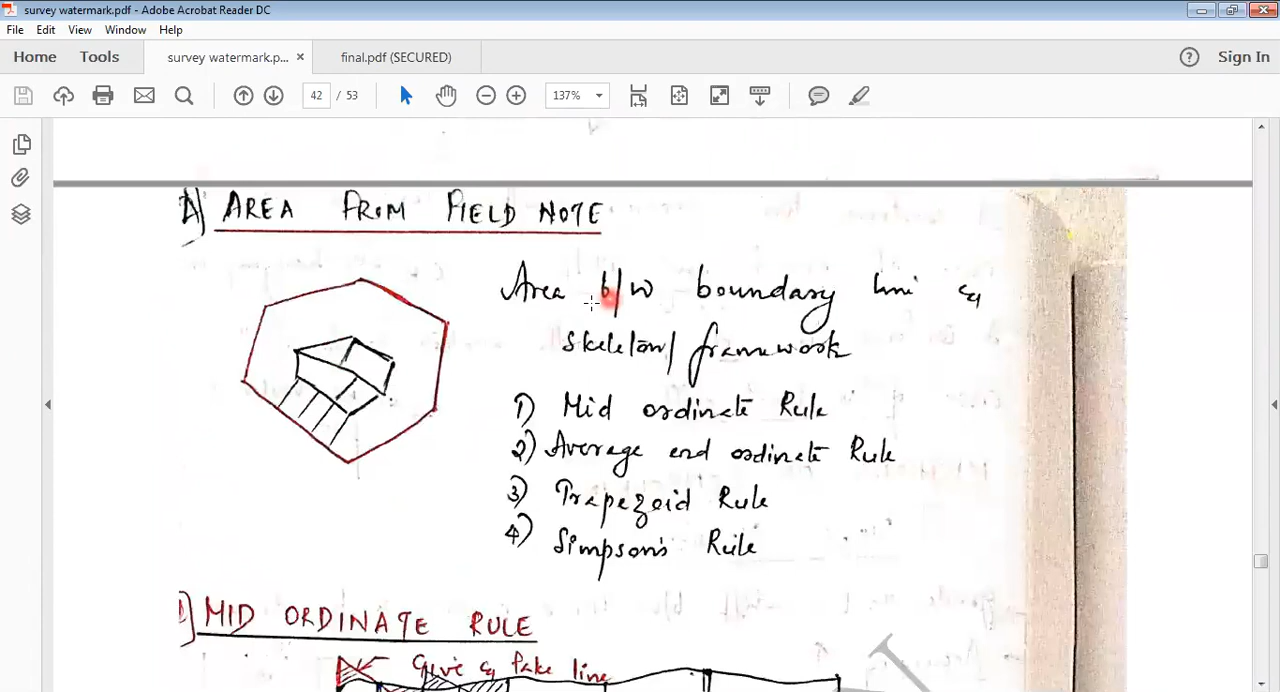 survey watermark.pdf - Adobe Acrobat Reader DC
File Edit View Window Help
Home Tools survey watermark.p... × final.pdf (SECURED) Sign In
42 / 53 137%
A) AREA FROM FIELD NOTE
Area b/w boundary line &
skeleton/ framework
1) Mid ordinate Rule
2) Average end ordinate Rule
3) Trapezoid Rule
4) Simpson's Rule
1) MID ORDINATE RULE
Give & take line